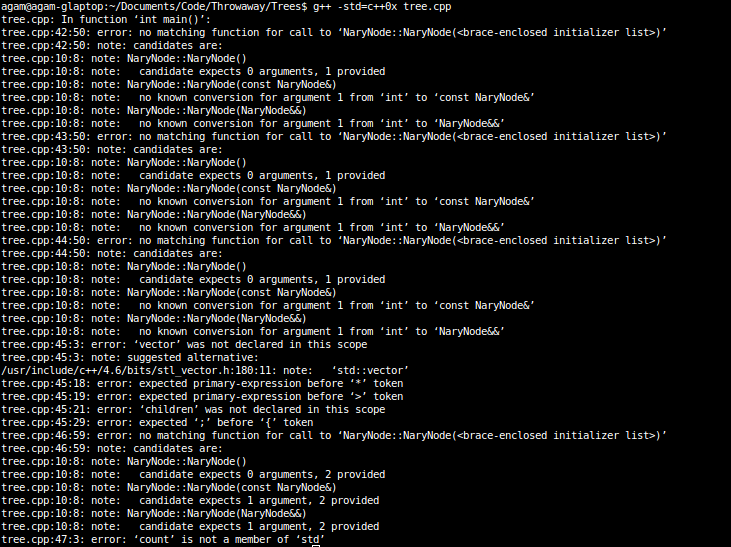 agam@agam-glaptop:~/Documents/Code/Throwaway/Trees$ g++ -std=c++0x tree.cpp
tree.cpp: In function ‘int main()’:
tree.cpp:42:50: error: no matching function for call to ‘NaryNode::NaryNode(<brace-enclosed initializer list>)’
tree.cpp:42:50: note: candidates are:
tree.cpp:10:8: note: NaryNode::NaryNode()
tree.cpp:10:8: note:   candidate expects 0 arguments, 1 provided
tree.cpp:10:8: note: NaryNode::NaryNode(const NaryNode&)
tree.cpp:10:8: note:   no known conversion for argument 1 from ‘int’ to ‘const NaryNode&’
tree.cpp:10:8: note: NaryNode::NaryNode(NaryNode&&)
tree.cpp:10:8: note:   no known conversion for argument 1 from ‘int’ to ‘NaryNode&&’
tree.cpp:43:50: error: no matching function for call to ‘NaryNode::NaryNode(<brace-enclosed initializer list>)’
tree.cpp:43:50: note: candidates are:
tree.cpp:10:8: note: NaryNode::NaryNode()
tree.cpp:10:8: note:   candidate expects 0 arguments, 1 provided
tree.cpp:10:8: note: NaryNode::NaryNode(const NaryNode&)
tree.cpp:10:8: note:   no known conversion for argument 1 from ‘int’ to ‘const NaryNode&’
tree.cpp:10:8: note: NaryNode::NaryNode(NaryNode&&)
tree.cpp:10:8: note:   no known conversion for argument 1 from ‘int’ to ‘NaryNode&&’
tree.cpp:44:50: error: no matching function for call to ‘NaryNode::NaryNode(<brace-enclosed initializer list>)’
tree.cpp:44:50: note: candidates are:
tree.cpp:10:8: note: NaryNode::NaryNode()
tree.cpp:10:8: note:   candidate expects 0 arguments, 1 provided
tree.cpp:10:8: note: NaryNode::NaryNode(const NaryNode&)
tree.cpp:10:8: note:   no known conversion for argument 1 from ‘int’ to ‘const NaryNode&’
tree.cpp:10:8: note: NaryNode::NaryNode(NaryNode&&)
tree.cpp:10:8: note:   no known conversion for argument 1 from ‘int’ to ‘NaryNode&&’
tree.cpp:45:3: error: ‘vector’ was not declared in this scope
tree.cpp:45:3: note: suggested alternative:
/usr/include/c++/4.6/bits/stl_vector.h:180:11: note:   ‘std::vector’
tree.cpp:45:18: error: expected primary-expression before ‘*’ token
tree.cpp:45:19: error: expected primary-expression before ‘>’ token
tree.cpp:45:21: error: ‘children’ was not declared in this scope
tree.cpp:45:29: error: expected ‘;’ before ‘{’ token
tree.cpp:46:59: error: no matching function for call to ‘NaryNode::NaryNode(<brace-enclosed initializer list>)’
tree.cpp:46:59: note: candidates are:
tree.cpp:10:8: note: NaryNode::NaryNode()
tree.cpp:10:8: note:   candidate expects 0 arguments, 2 provided
tree.cpp:10:8: note: NaryNode::NaryNode(const NaryNode&)
tree.cpp:10:8: note:   candidate expects 1 argument, 2 provided
tree.cpp:10:8: note: NaryNode::NaryNode(NaryNode&&)
tree.cpp:10:8: note:   candidate expects 1 argument, 2 provided
tree.cpp:47:3: error: ‘count’ is not a member of ‘std’